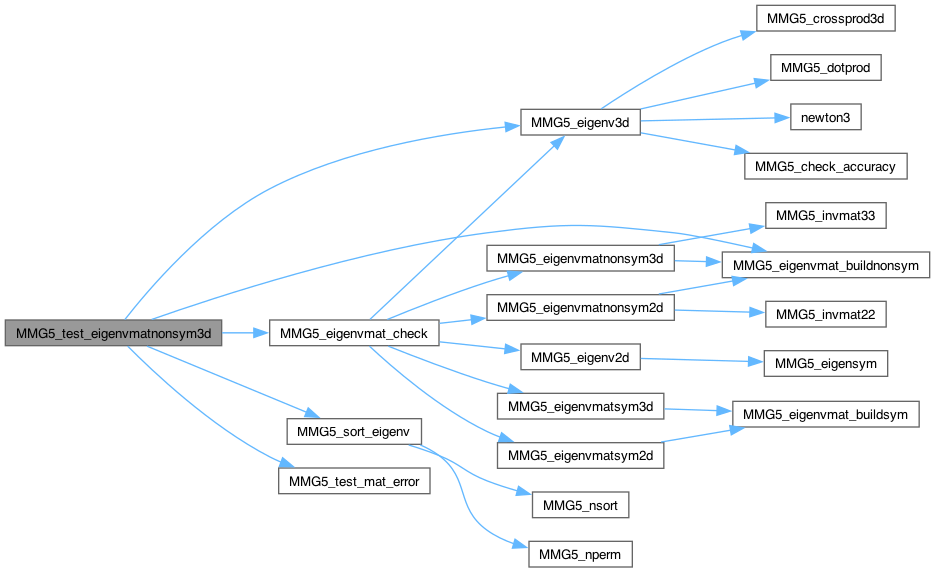 MMG5_crossprod3d
MMG5_dotprod
MMG5_eigenv3d
newton3
MMG5_check_accuracy
MMG5_invmat33
MMG5_eigenvmatnonsym3d
MMG5_eigenvmat_buildnonsym
MMG5_eigenvmatnonsym2d
MMG5_invmat22
MMG5_test_eigenvmatnonsym3d
MMG5_eigenvmat_check
MMG5_eigenv2d
MMG5_eigensym
MMG5_eigenvmatsym3d
MMG5_eigenvmat_buildsym
MMG5_sort_eigenv
MMG5_eigenvmatsym2d
MMG5_test_mat_error
MMG5_nsort
MMG5_nperm